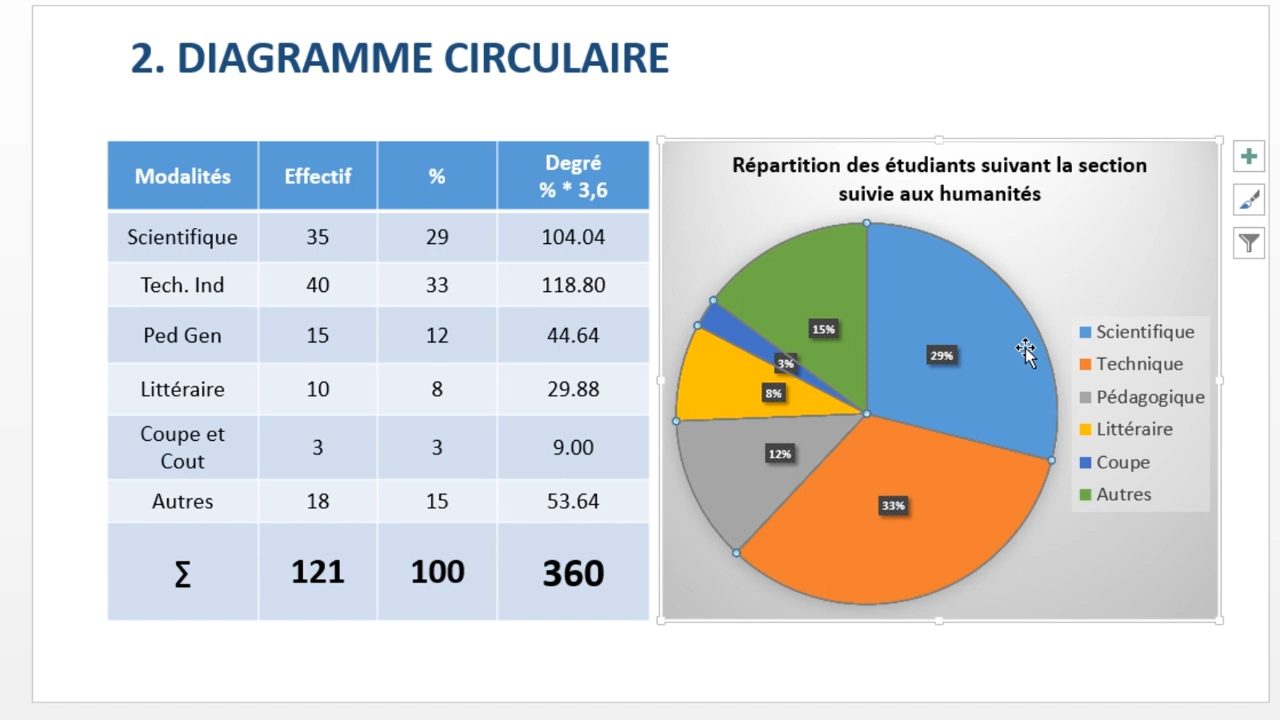 2. DIAGRAMME CIRCULAIRE
Modalités Effectif % Degré
% * 3,6
Scientifique 35 29 104.04
Tech. Ind 40 33 118.80
Ped Gen 15 12 44.64
Littéraire 10 8 29.88
Coupe et
Cout 3 3 9.00
Autres 18 15 53.64
Σ 121 100 360
Répartition des étudiants suivant la section
suivie aux humanités
15%
29%
3%
8%
12%
33%
Scientifique
Technique
Pédagogique
Littéraire
Coupe
Autres